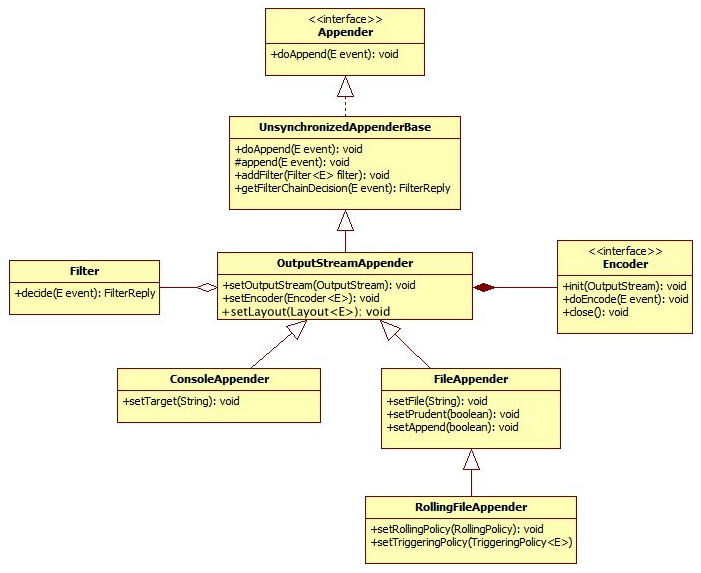 <<interface>>
Appender
+doAppend(E event): void
UnsynchronizedAppenderBase
+doAppend(E event): void
#append(E event): void
+addFilter(Filter<E> filter): void
+getFilterChainDecision(E event): FilterReply
Filter
+decide(E event): FilterReply
OutputStreamAppender
+setOutputStream(OutputStream): void
+setEncoder(Encoder<E>): void
+setLayout(Layout<E>): void
<<interface>>
Encoder
+init(OutputStream): void
+doEncode(E event): void
+close(): void
ConsoleAppender
+setTarget(String): void
FileAppender
+setFile(String): void
+setPrudent(boolean): void
+setAppend(boolean): void
RollingFileAppender
+setRollingPolicy(RollingPolicy): void
+setTriggeringPolicy(TriggeringPolicy<E>)